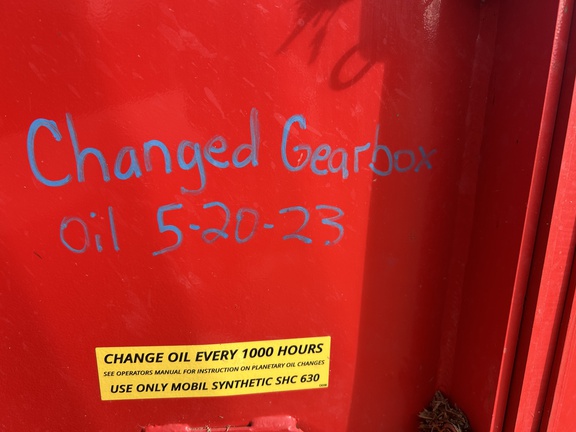 Changed Gearbox
Oil 5-20-23
CHANGE OIL EVERY 1000 HOURS
SEE OPERATORS MANUAL FOR INSTRUCTION ON PLANETARY OIL CHANGES
USE ONLY MOBIL SYNTHETIC SHC 630